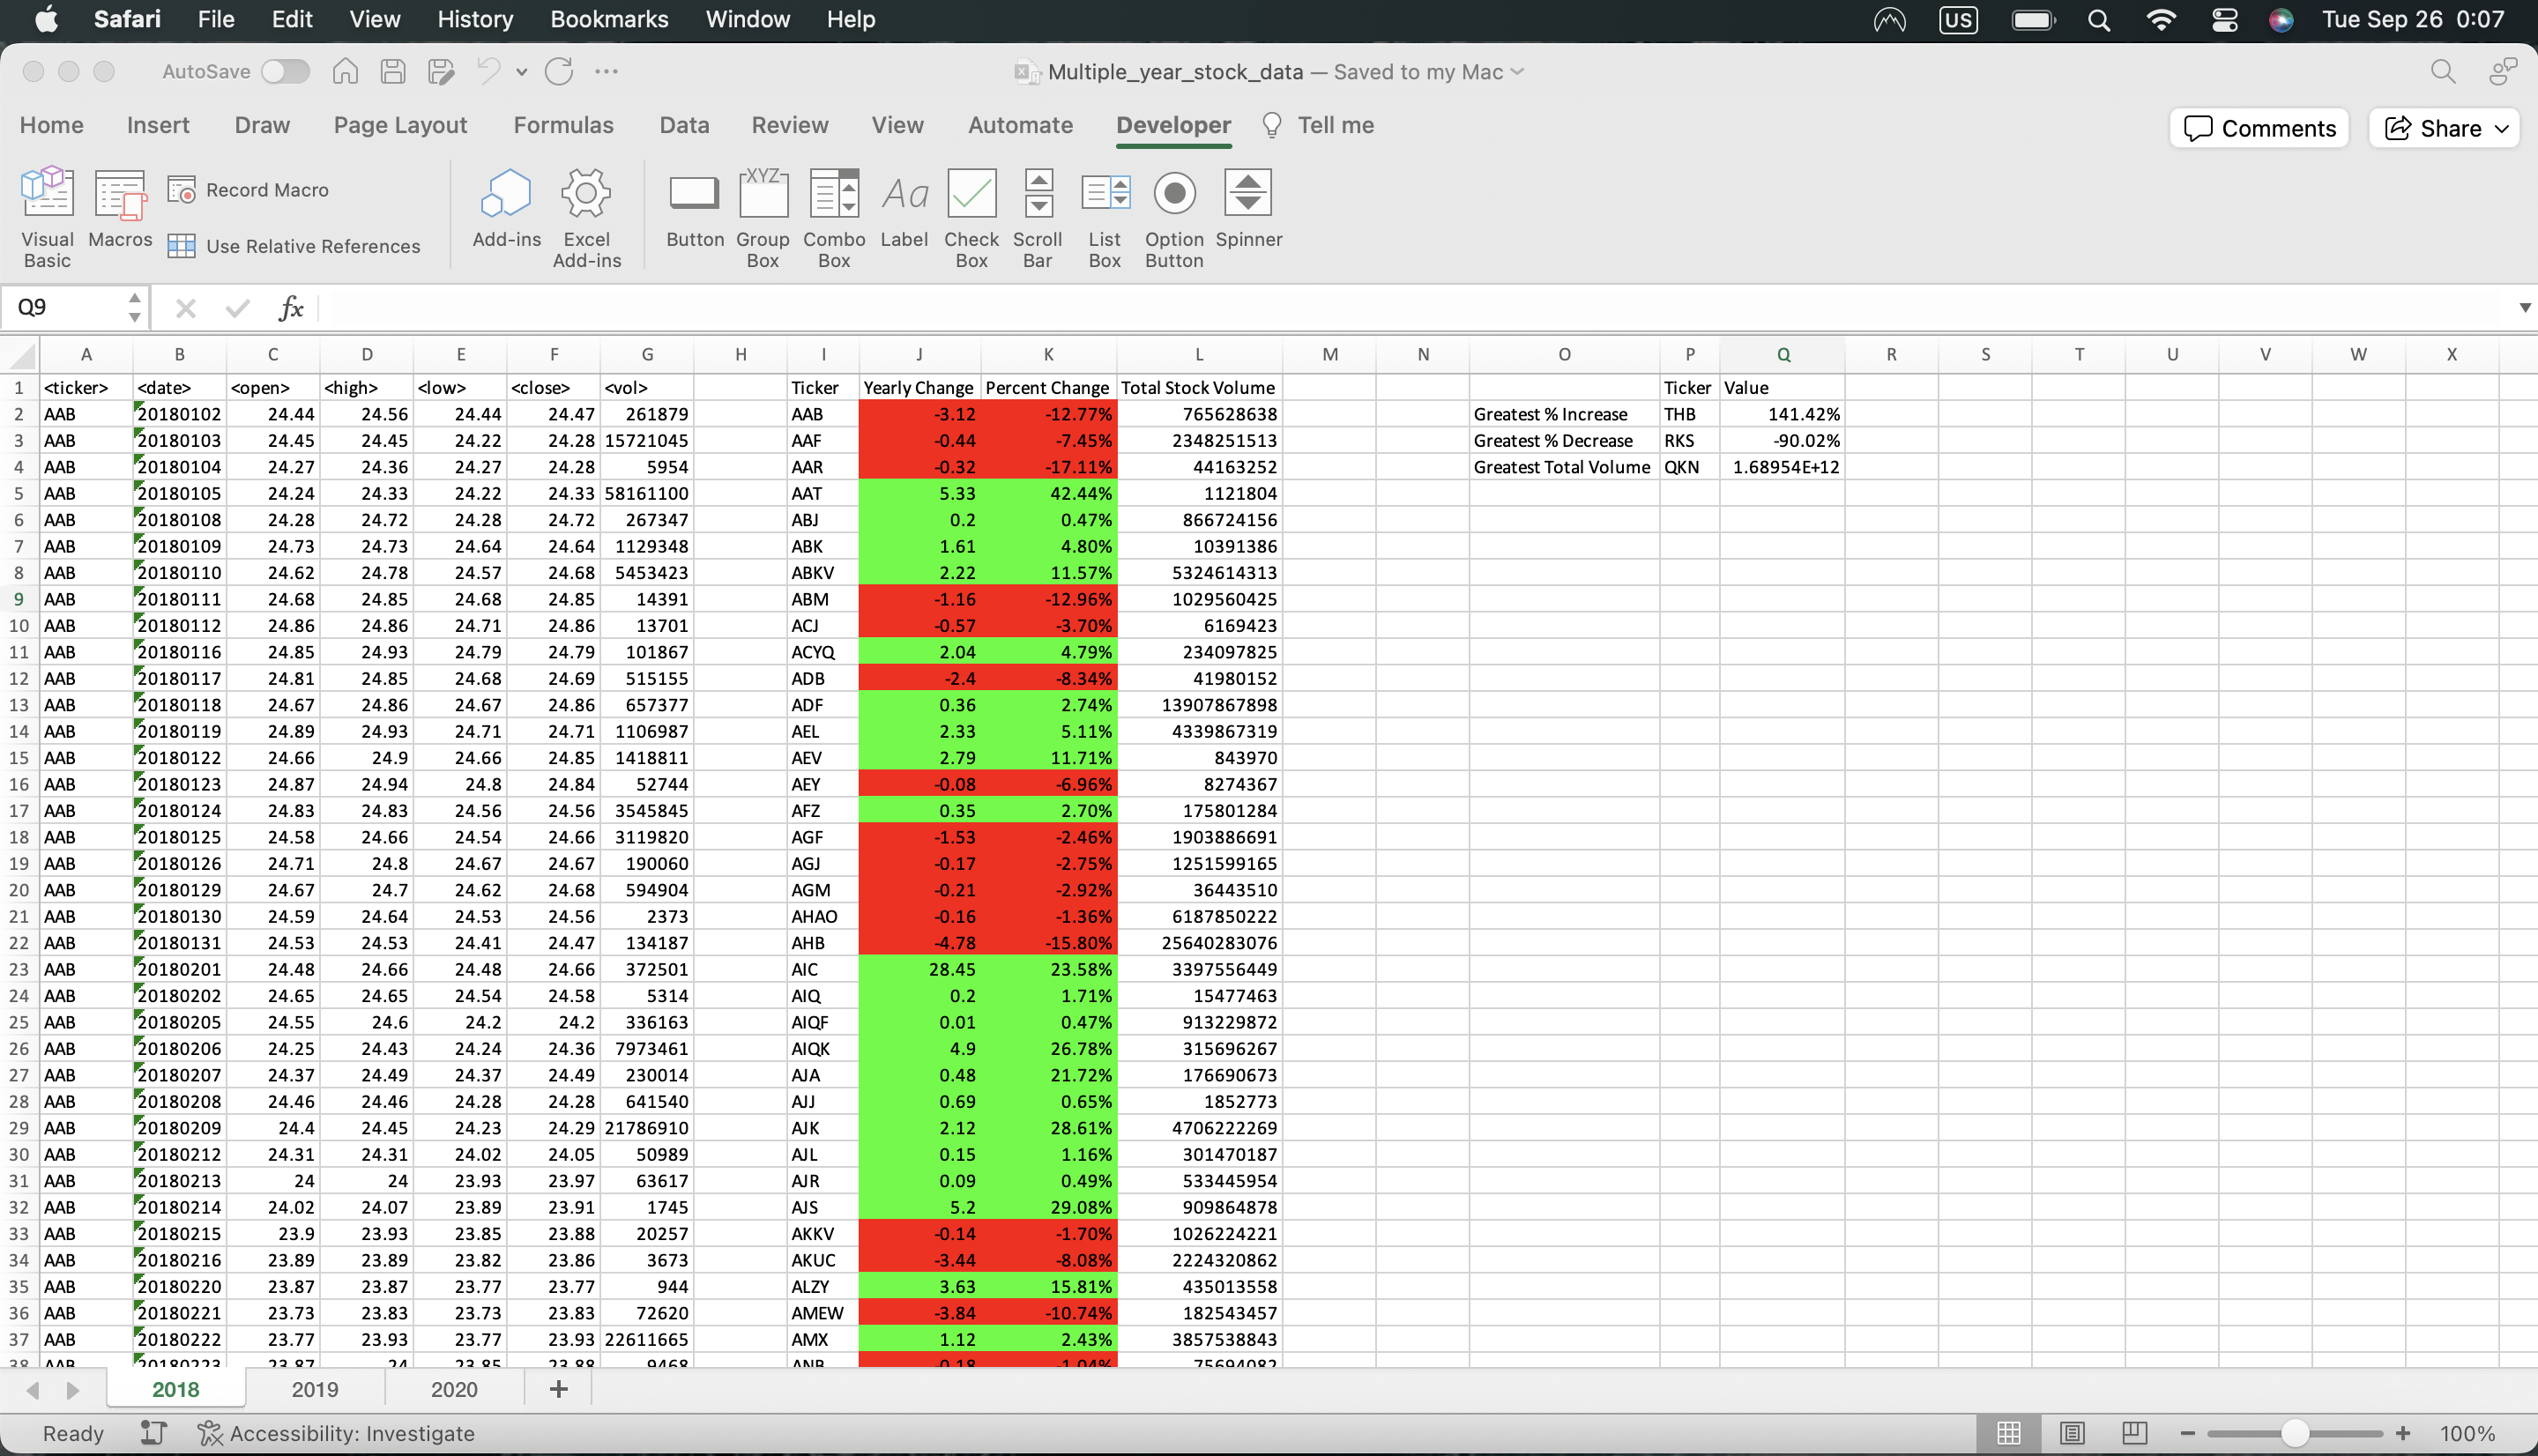 Safari File Edit View History Bookmarks Window Help US Tue Sep 26 0:07
AutoSave Multiple_year_stock_data — Saved to my Mac
Home Insert Draw Page Layout Formulas Data Review View Automate Developer Tell me Comments Share
Visual Basic Macros Record Macro Use Relative References Add-ins Excel Add-ins Button XYZ Group Box Combo Box Aa Label Check Box Scroll Bar List Box Option Button Spinner
Q9 fx
A B C D E F G H I J K L M N O P Q R S T U V W X
1 <ticker> <date> <open> <high> <low> <close> <vol> Ticker Yearly Change Percent Change Total Stock Volume Ticker Value
2 AAB 20180102 24.44 24.56 24.44 24.47 261879 AAB -3.12 -12.77% 765628638 Greatest % Increase THB 141.42%
3 AAB 20180103 24.45 24.45 24.22 24.28 15721045 AAF -0.44 -7.45% 2348251513 Greatest % Decrease RKS -90.02%
4 AAB 20180104 24.27 24.36 24.27 24.28 5954 AAR -0.32 -17.11% 44163252 Greatest Total Volume QKN 1.68954E+12
5 AAB 20180105 24.24 24.33 24.22 24.33 58161100 AAT 5.33 42.44% 1121804
6 AAB 20180108 24.28 24.72 24.28 24.72 267347 ABJ 0.2 0.47% 866724156
7 AAB 20180109 24.73 24.73 24.64 24.64 1129348 ABK 1.61 4.80% 10391386
8 AAB 20180110 24.62 24.78 24.57 24.68 5453423 ABKV 2.22 11.57% 5324614313
9 AAB 20180111 24.68 24.85 24.68 24.85 14391 ABM -1.16 -12.96% 1029560425
10 AAB 20180112 24.86 24.86 24.71 24.86 13701 ACJ -0.57 -3.70% 6169423
11 AAB 20180116 24.85 24.93 24.79 24.79 101867 ACYQ 2.04 4.79% 234097825
12 AAB 20180117 24.81 24.85 24.68 24.69 515155 ADB -2.4 -8.34% 41980152
13 AAB 20180118 24.67 24.86 24.67 24.86 657377 ADF 0.36 2.74% 13907867898
14 AAB 20180119 24.89 24.93 24.71 24.71 1106987 AEL 2.33 5.11% 4339867319
15 AAB 20180122 24.66 24.9 24.66 24.85 1418811 AEV 2.79 11.71% 843970
16 AAB 20180123 24.87 24.94 24.8 24.84 52744 AEY -0.08 -6.96% 8274367
17 AAB 20180124 24.83 24.83 24.56 24.56 3545845 AFZ 0.35 2.70% 175801284
18 AAB 20180125 24.58 24.66 24.54 24.66 3119820 AGF -1.53 -2.46% 1903886691
19 AAB 20180126 24.71 24.8 24.67 24.67 190060 AGJ -0.17 -2.75% 1251599165
20 AAB 20180129 24.67 24.7 24.62 24.68 594904 AGM -0.21 -2.92% 36443510
21 AAB 20180130 24.59 24.64 24.53 24.56 2373 AHAO -0.16 -1.36% 6187850222
22 AAB 20180131 24.53 24.53 24.41 24.47 134187 AHB -4.78 -15.80% 25640283076
23 AAB 20180201 24.48 24.66 24.48 24.66 372501 AIC 28.45 23.58% 3397556449
24 AAB 20180202 24.65 24.65 24.54 24.58 5314 AIQ 0.2 1.71% 15477463
25 AAB 20180205 24.55 24.6 24.2 24.2 336163 AIQF 0.01 0.47% 913229872
26 AAB 20180206 24.25 24.43 24.24 24.36 7973461 AIQK 4.9 26.78% 315696267
27 AAB 20180207 24.37 24.49 24.37 24.49 230014 AJA 0.48 21.72% 176690673
28 AAB 20180208 24.46 24.46 24.28 24.28 641540 AJJ 0.69 0.65% 1852773
29 AAB 20180209 24.4 24.45 24.23 24.29 21786910 AJK 2.12 28.61% 4706222269
30 AAB 20180212 24.31 24.31 24.02 24.05 50989 AJL 0.15 1.16% 301470187
31 AAB 20180213 24 24 23.93 23.97 63617 AJR 0.09 0.49% 533445954
32 AAB 20180214 24.02 24.07 23.89 23.91 1745 AJS 5.2 29.08% 909864878
33 AAB 20180215 23.9 23.93 23.85 23.88 20257 AKKV -0.14 -1.70% 1026224221
34 AAB 20180216 23.89 23.89 23.82 23.86 3673 AKUC -3.44 -8.08% 2224320862
35 AAB 20180220 23.87 23.87 23.77 23.77 944 ALZY 3.63 15.81% 435013558
36 AAB 20180221 23.73 23.83 23.73 23.83 72620 AMEW -3.84 -10.74% 182543457
37 AAB 20180222 23.77 23.93 23.77 23.93 22611665 AMX 1.12 2.43% 3857538843
38 AAB 20180223 23.87 24 23.85 23.88 9468 ANB -0.18 -1.04% 75694082
2018 2019 2020
Ready Accessibility: Investigate 100%